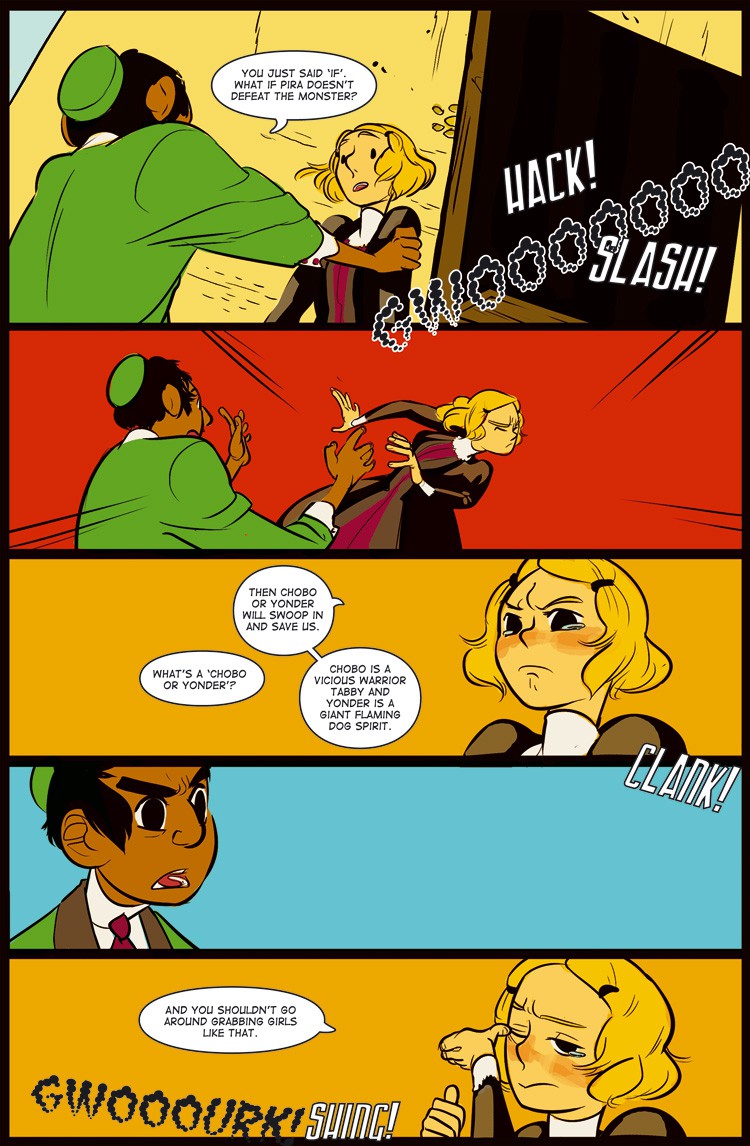 YOU JUST SAID 'IF'.
WHAT IF PIRA DOESN'T
DEFEAT THE MONSTER?
HACK!
GWOOOOOOOO
SLASH!
THEN CHOBO
OR YONDER
WILL SWOOP IN
AND SAVE US.
WHAT'S A 'CHOBO
OR YONDER'?
CHOBO IS A
VICIOUS WARRIOR
TABBY AND
YONDER IS A
GIANT FLAMING
DOG SPIRIT.
CLANK!
AND YOU SHOULDN'T GO
AROUND GRABBING GIRLS
LIKE THAT.
GWOOOURK!
SHING!